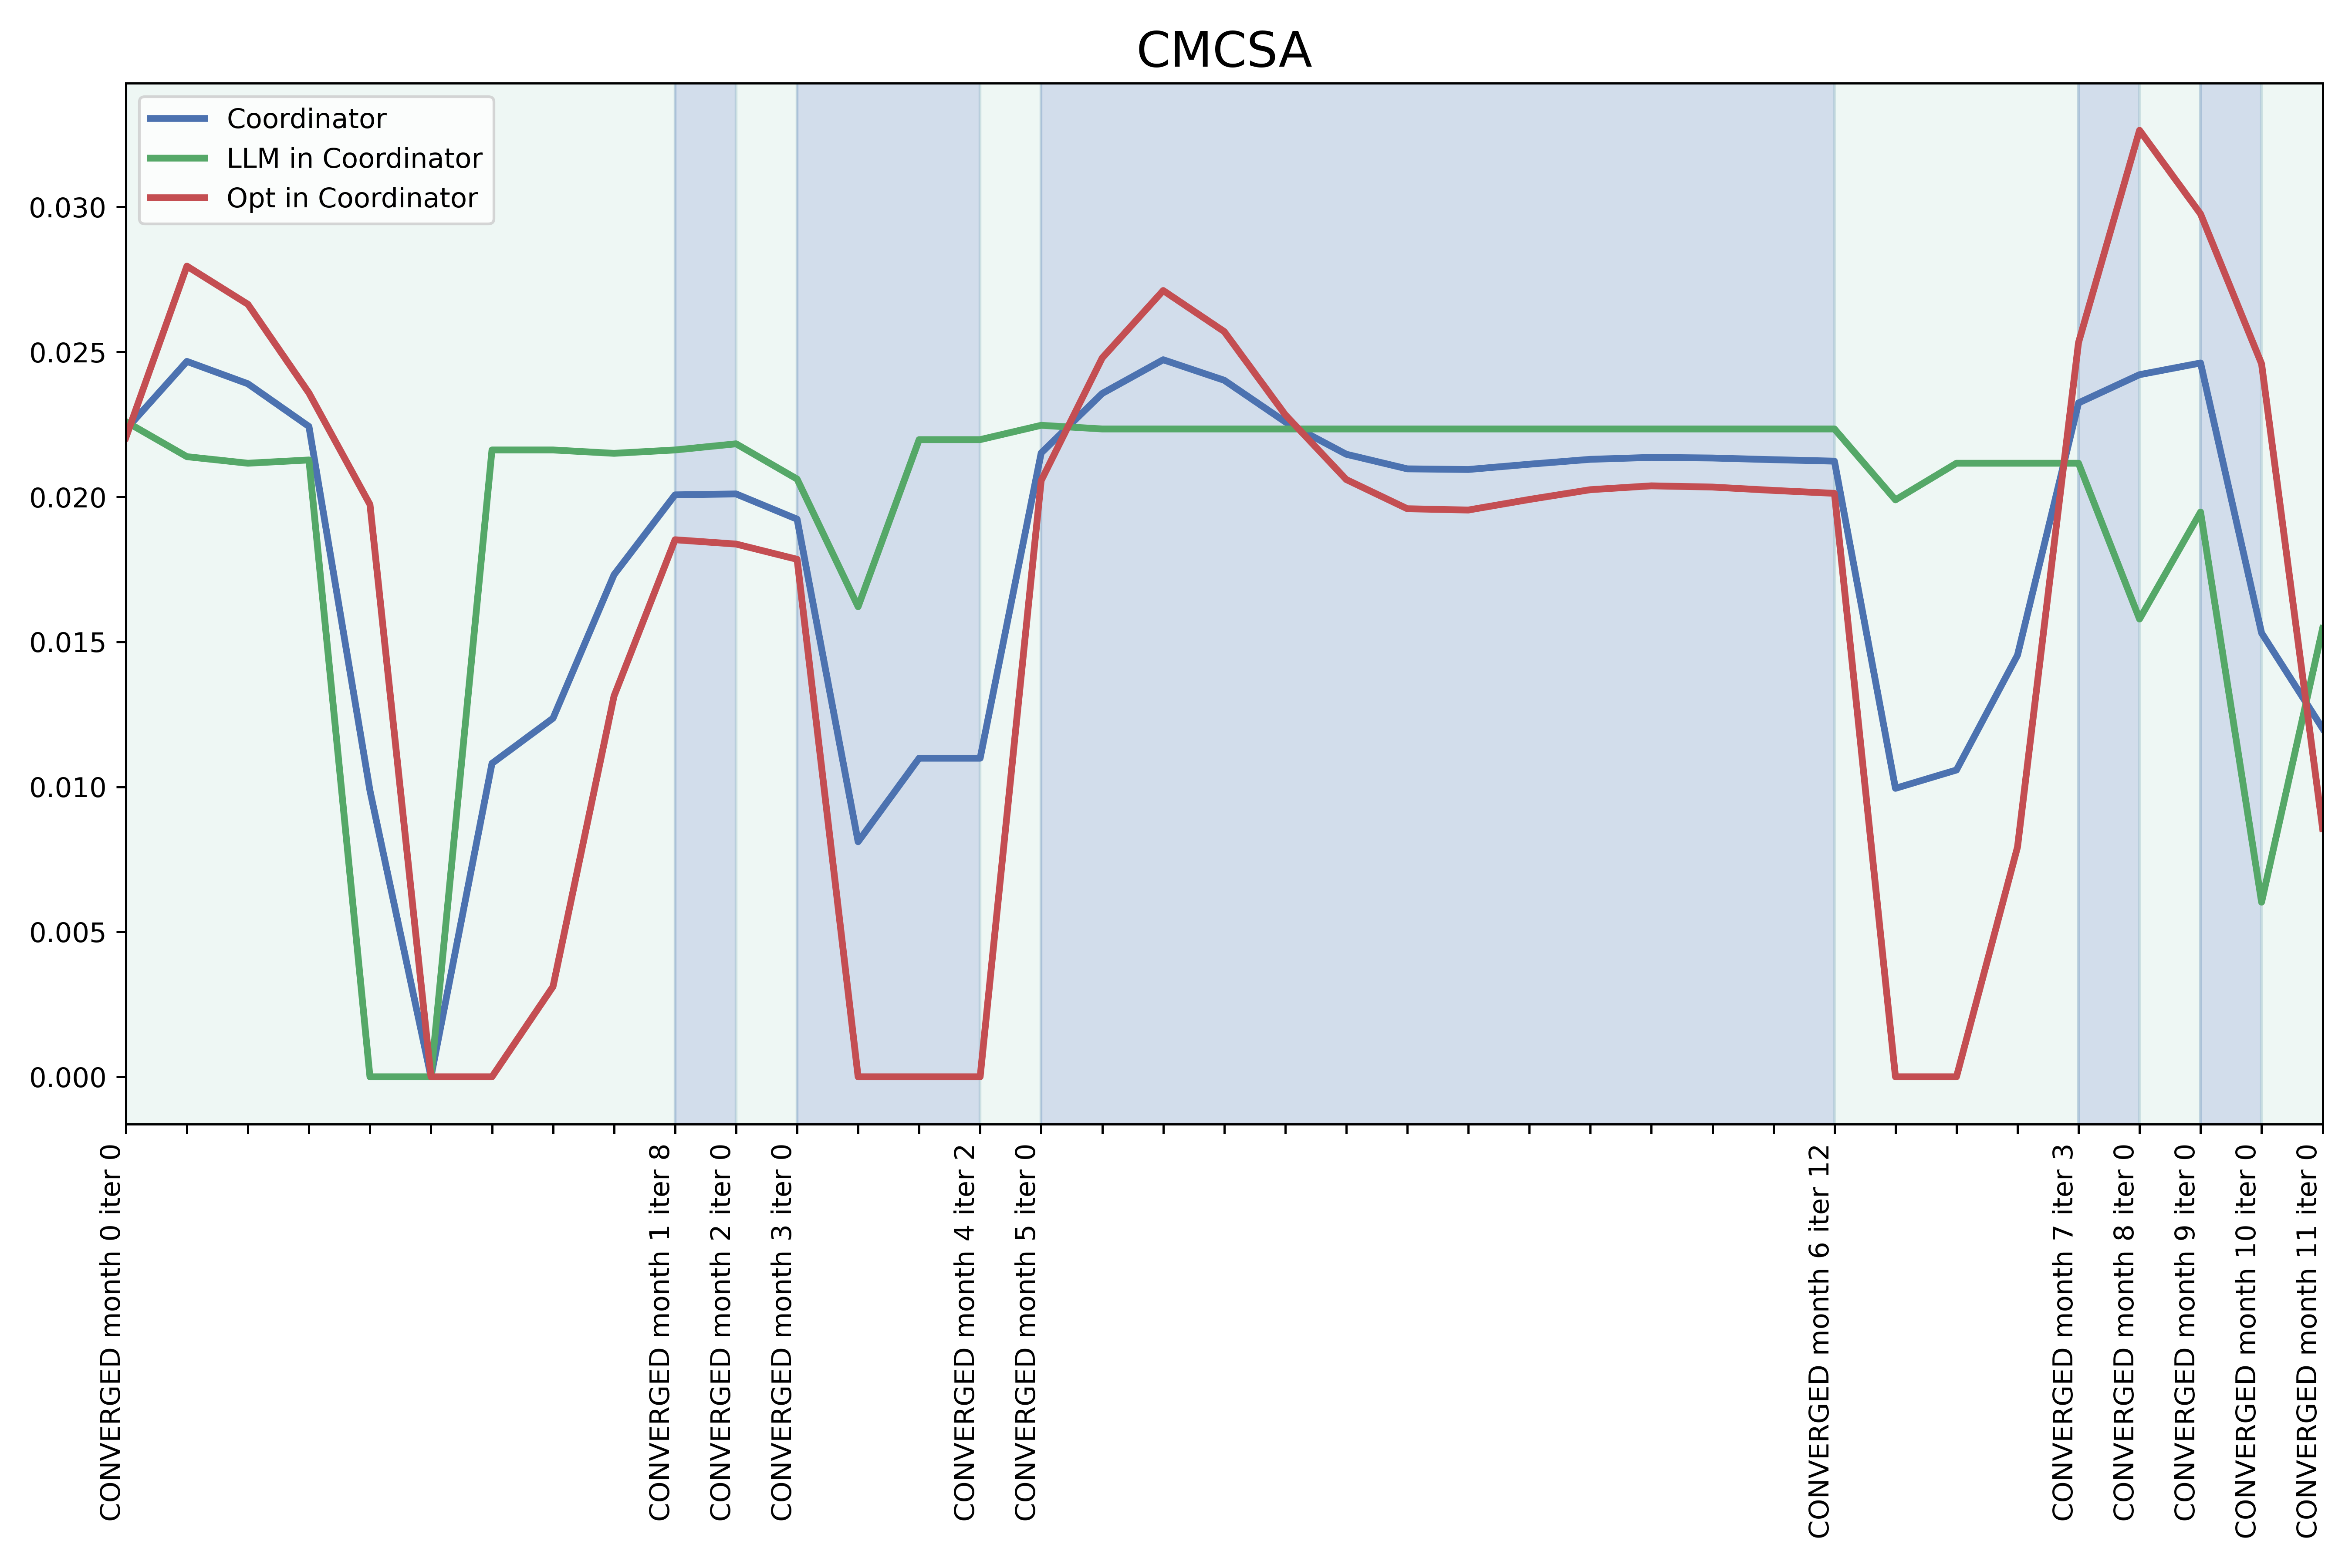 CMCSA
Coordinator
LLM in Coordinator
Opt in Coordinator
0.030
0.025
0.020
0.015
0.010
0.005
0.000
CONVERGED month 0 iter 0
CONVERGED month 1 iter 8
CONVERGED month 2 iter 0
CONVERGED month 3 iter 0
CONVERGED month 4 iter 2
CONVERGED month 5 iter 0
CONVERGED month 6 iter 12
CONVERGED month 7 iter 3
CONVERGED month 8 iter 0
CONVERGED month 9 iter 0
CONVERGED month 10 iter 0
CONVERGED month 11 iter 0